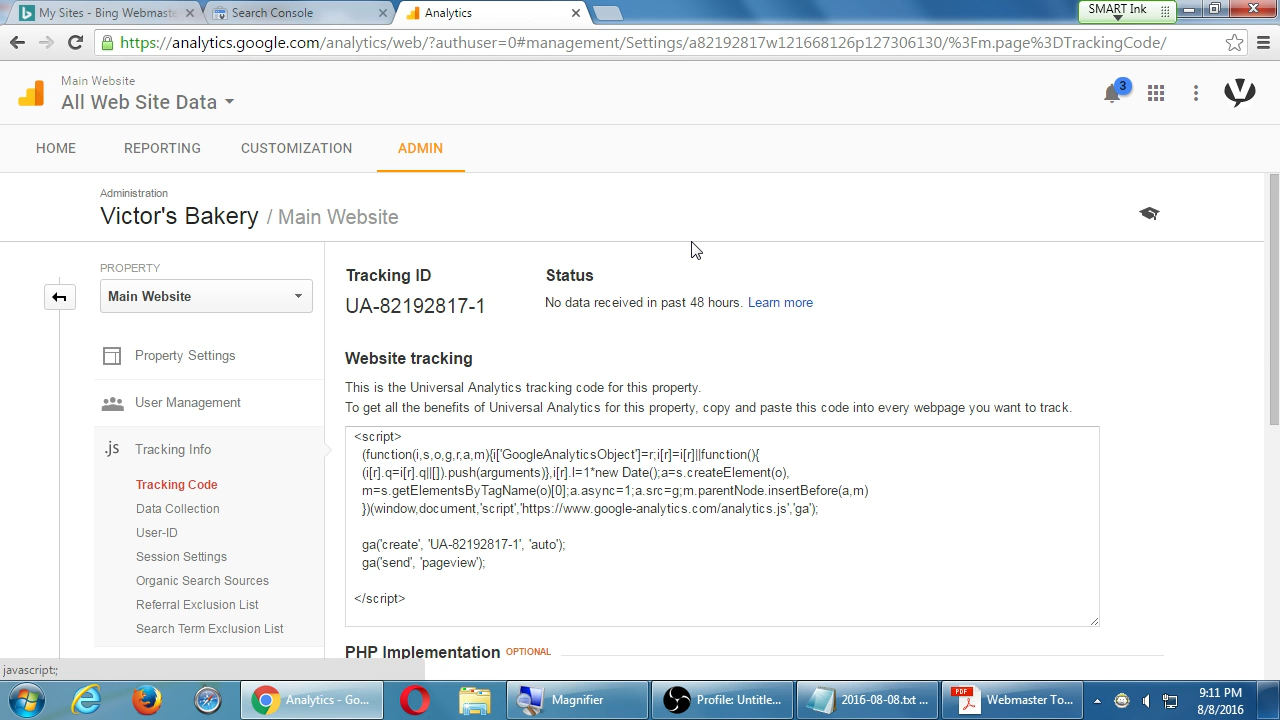 My Sites - Bing Webmaste
Search Console
Analytics
SMART Ink
https://analytics.google.com/analytics/web/?authuser=0#management/Settings/a82192817w121668126p127306130/%3Fm.page%3DTrackingCode/
Main Website
All Web Site Data
3
HOME
REPORTING
CUSTOMIZATION
ADMIN
Administration
Victor's Bakery / Main Website
PROPERTY
Main Website
Property Settings
User Management
.js Tracking Info
Tracking Code
Data Collection
User-ID
Session Settings
Organic Search Sources
Referral Exclusion List
Search Term Exclusion List
Tracking ID
UA-82192817-1
Status
No data received in past 48 hours. Learn more
Website tracking
This is the Universal Analytics tracking code for this property.
To get all the benefits of Universal Analytics for this property, copy and paste this code into every webpage you want to track.
<script>
(function(i,s,o,g,r,a,m){i['GoogleAnalyticsObject']=r;i[r]=i[r]||function(){
(i[r].q=i[r].q||[]).push(arguments)},i[r].l=1*new Date();a=s.createElement(o),
m=s.getElementsByTagName(o)[0];a.async=1;a.src=g;m.parentNode.insertBefore(a,m)
})(window,document,'script','https://www.google-analytics.com/analytics.js','ga');
ga('create', 'UA-82192817-1', 'auto');
ga('send', 'pageview');
</script>
PHP Implementation OPTIONAL
javascript:;
Analytics - Go...
Magnifier
Profile: Untitle...
2016-08-08.txt ...
PDF
Webmaster To...
9:11 PM
8/8/2016